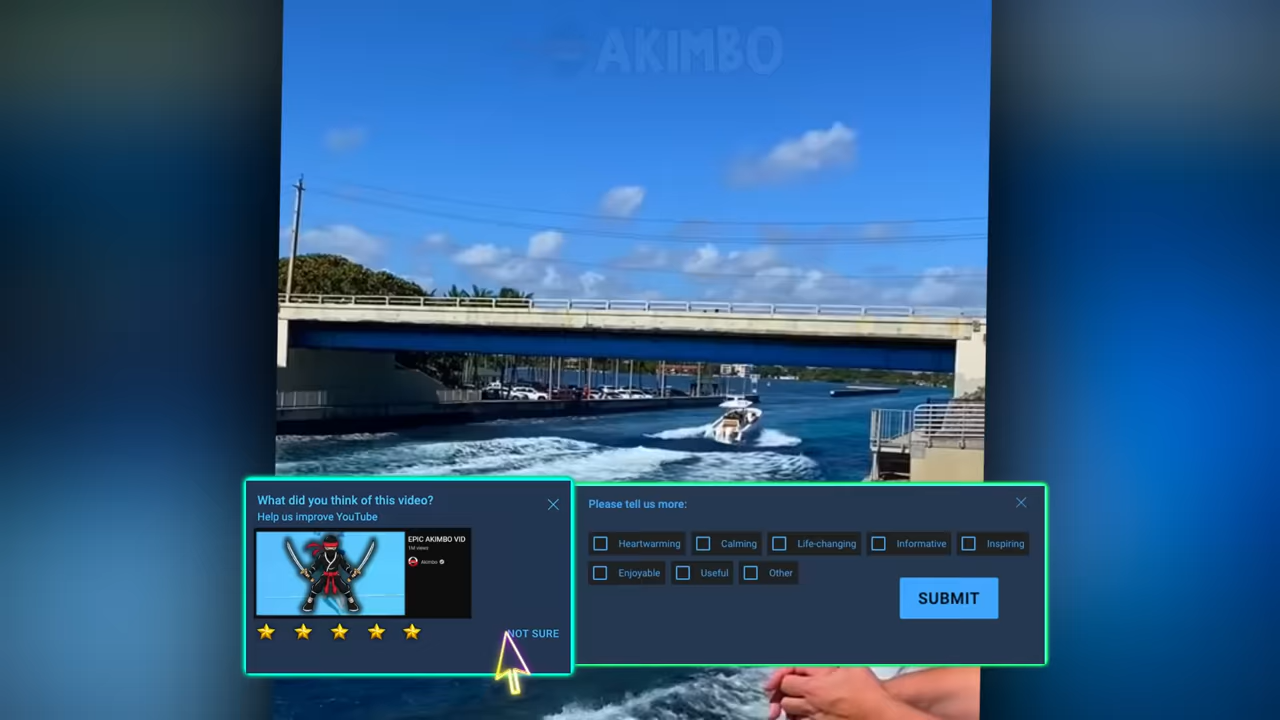 AKIMBO
What did you think of this video?
Help us improve YouTube
EPIC AKIMBO VID
1M views
Akimbo
NOT SURE
Please tell us more:
Heartwarming
Calming
Life-changing
Informative
Inspiring
Enjoyable
Useful
Other
SUBMIT